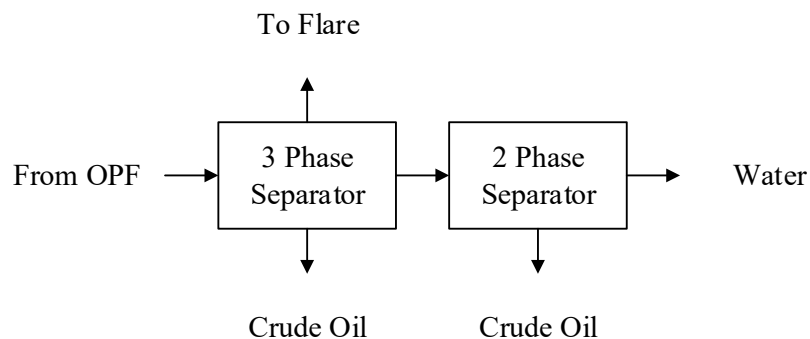 To Flare
From OPF
3 Phase
Separator
2 Phase
Separator
Water
Crude Oil
Crude Oil